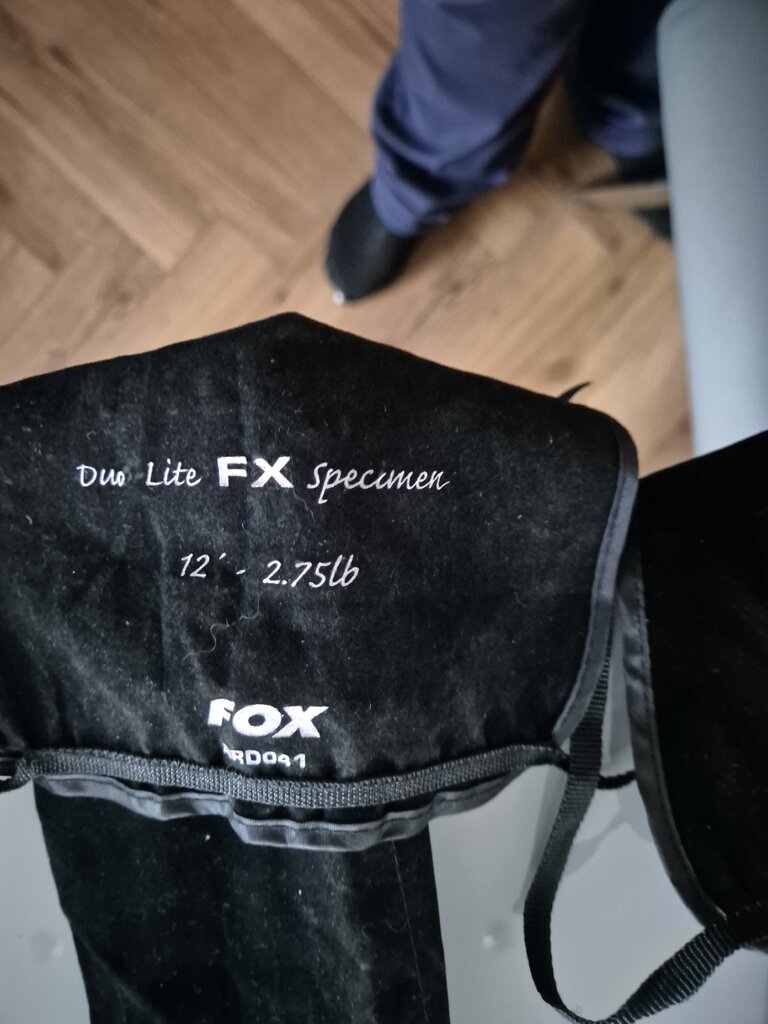 Duo Lite FX Specimen
12' - 2.75lb
FOX